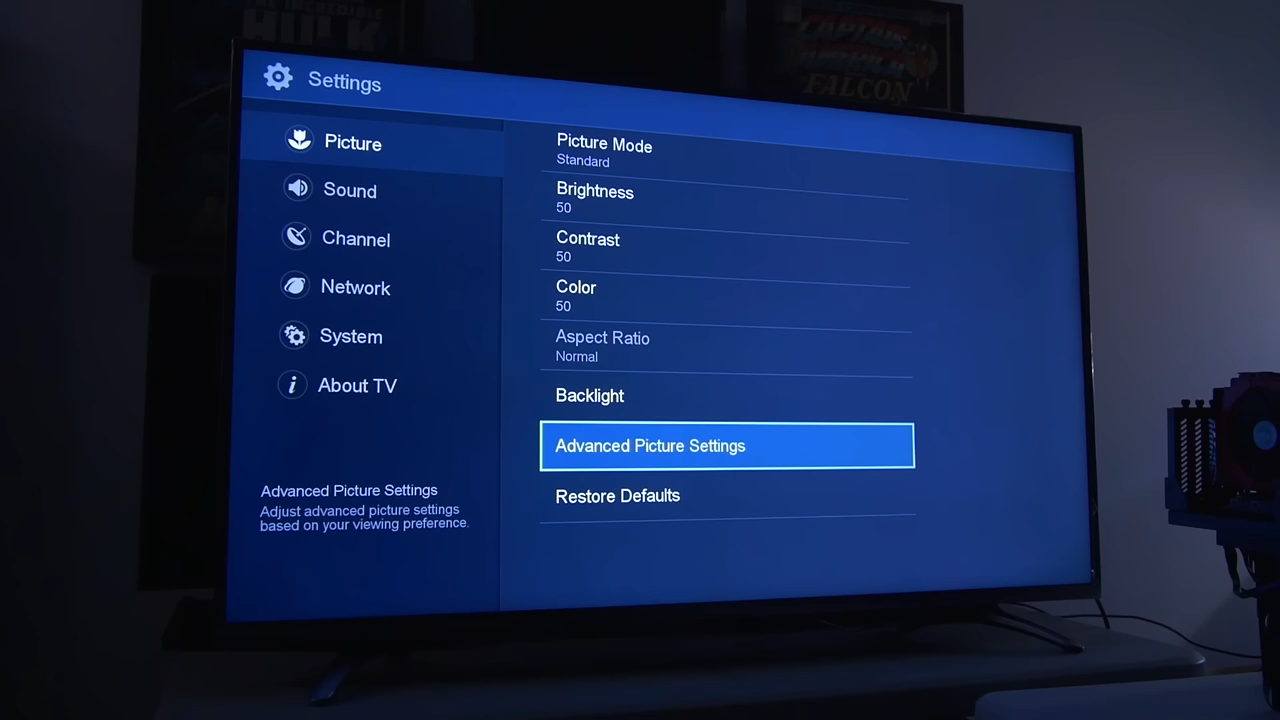 THE INCREDIBLE
HULK
CAPTAIN
AMERICA
FALCON
Settings
Picture
Sound
Channel
Network
System
About TV
Advanced Picture Settings
Adjust advanced picture settings
based on your viewing preference.
Picture Mode
Standard
Brightness
50
Contrast
50
Color
50
Aspect Ratio
Normal
Backlight
Advanced Picture Settings
Restore Defaults